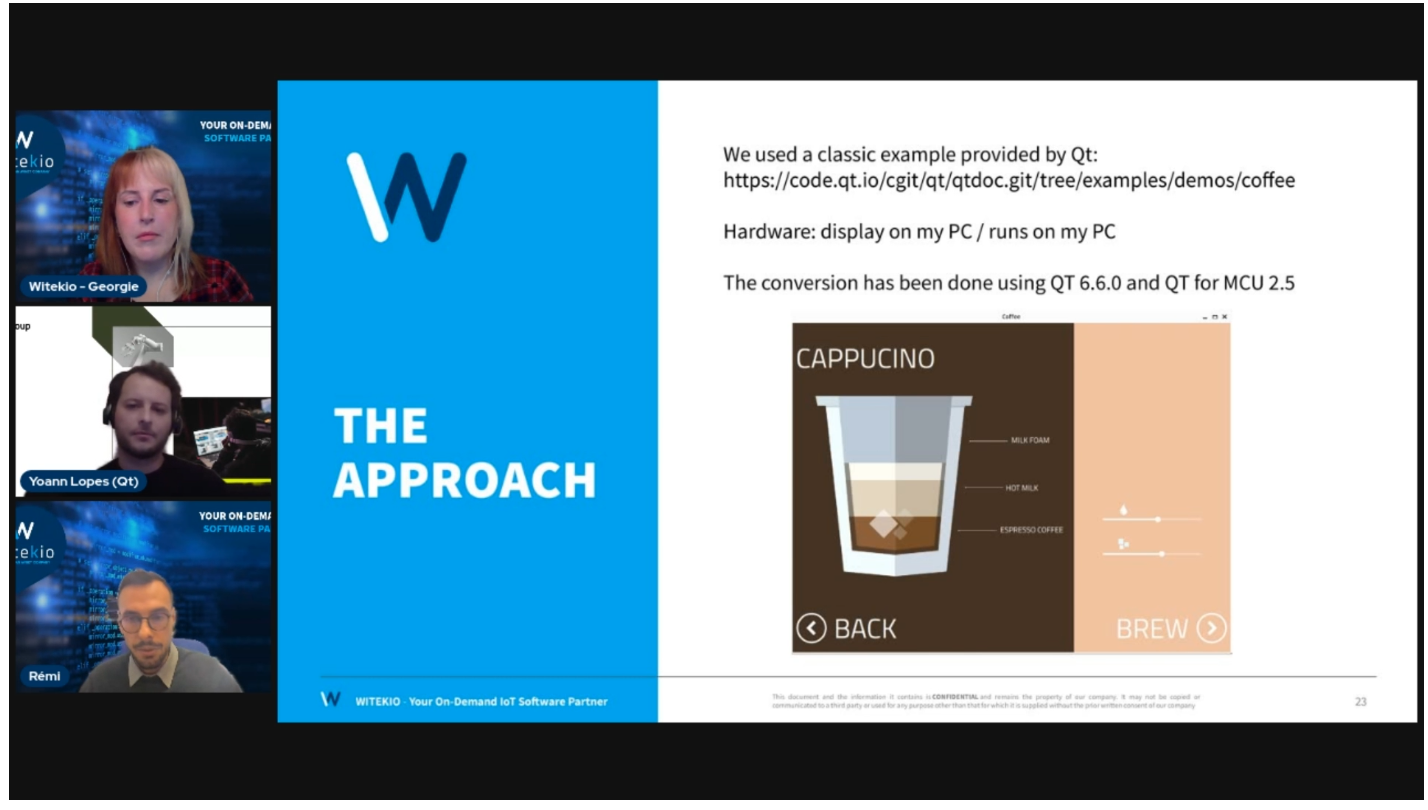 YOUR ON-DEMA
SOFTWARE PA
W
tekio
Witekio – Georgie
oup
Yoann Lopes (Qt)
YOUR ON-DEMA
SOFTWARE PA
W
tekio
Rémi
W
THE
APPROACH
W WITEKIO - Your On-Demand IoT Software Partner
We used a classic example provided by Qt:
https://code.qt.io/cgit/qt/qtdoc.git/tree/examples/demos/coffee
Hardware: display on my PC / runs on my PC
The conversion has been done using QT 6.6.0 and QT for MCU 2.5
Coffee
CAPPUCINO
MILK FOAM
HOT MILK
ESPRESSO COFFEE
BACK
BREW
This document and the information it contains is CONFIDENTIAL and remains the property of our company. It may not be copied or
communicated to a third party or used for any purpose other than that for which it is supplied without the prior written consent of our company
23